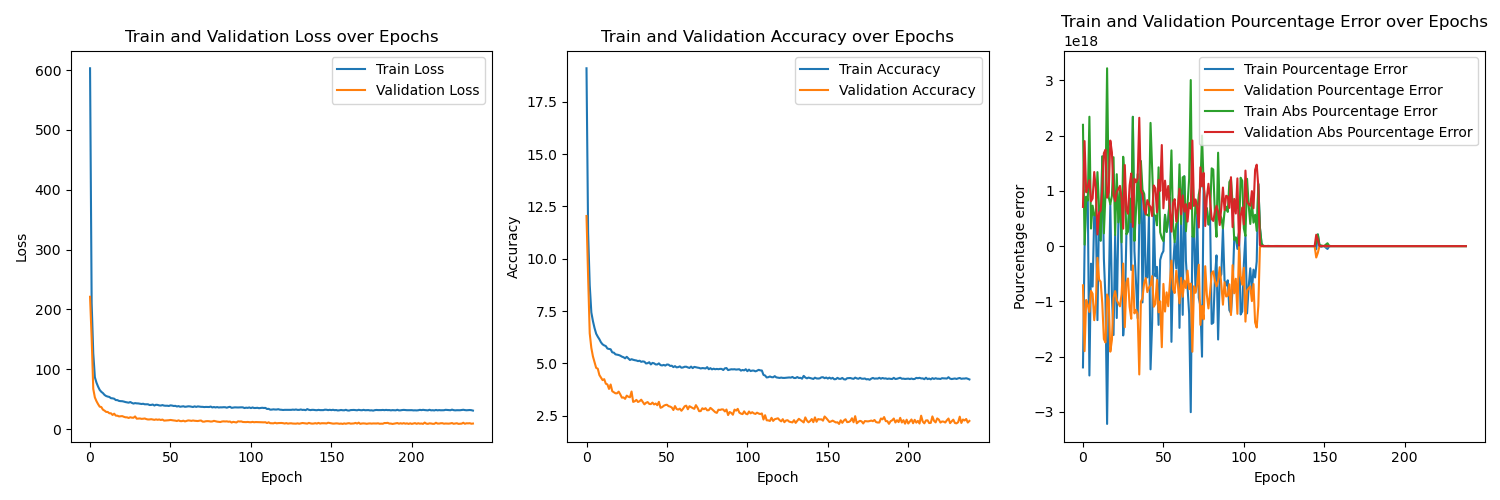 Train and Validation Loss over Epochs
Train Loss
Validation Loss
Loss
600
500
400
300
200
100
0
0 50 100 150 200
Epoch
Train and Validation Accuracy over Epochs
Train Accuracy
Validation Accuracy
Accuracy
17.5
15.0
12.5
10.0
7.5
5.0
2.5
0 50 100 150 200
Epoch
Train and Validation Pourcentage Error over Epochs
1e18
Train Pourcentage Error
Validation Pourcentage Error
Train Abs Pourcentage Error
Validation Abs Pourcentage Error
Pourcentage error
3
2
1
0
−1
−2
−3
0 50 100 150 200
Epoch